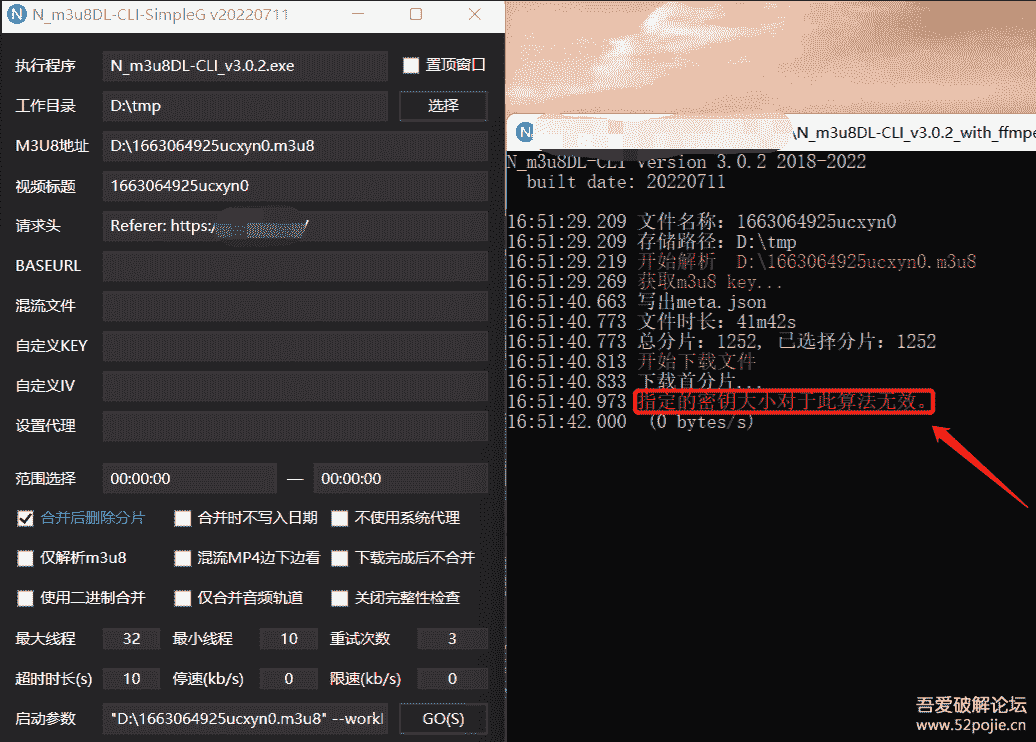 N_m3u8DL-CLI-SimpleG v20220711
执行程序 N_m3u8DL-CLI_v3.0.2.exe 置顶窗口
工作目录 D:\tmp 选择
M3U8地址 D:\1663064925ucxyn0.m3u8
视频标题 1663064925ucxyn0
请求头 Referer: https:/ /
BASEURL
混流文件
自定义KEY
自定义IV
设置代理
范围选择 00:00:00 — 00:00:00
合并后删除分片 合并时不写入日期 不使用系统代理
仅解析m3u8 混流MP4边下边看 下载完成后不合并
使用二进制合并 仅合并音频轨道 关闭完整性检查
最大线程 32 最小线程 10 重试次数 3
超时时长(s) 10 停速(kb/s) 0 限速(kb/s) 0
启动参数 "D:\1663064925ucxyn0.m3u8" --workl GO(S)
\N_m3u8DL-CLI_v3.0.2_with_ffmpe
N_m3u8DL-CLI version 3.0.2 2018-2022
built date: 20220711
16:51:29.209 文件名称：1663064925ucxyn0
16:51:29.209 存储路径：D:\tmp
16:51:29.219 开始解析 D:\1663064925ucxyn0.m3u8
16:51:29.269 获取m3u8 key...
16:51:40.663 写出meta.json
16:51:40.773 文件时长：41m42s
16:51:40.773 总分片：1252, 已选择分片：1252
16:51:40.813 开始下载文件
16:51:40.833 下载首分片...
16:51:40.973 指定的密钥大小对于此算法无效。
16:51:42.000 (0 bytes/s)
吾爱破解论坛
www.52pojie.cn